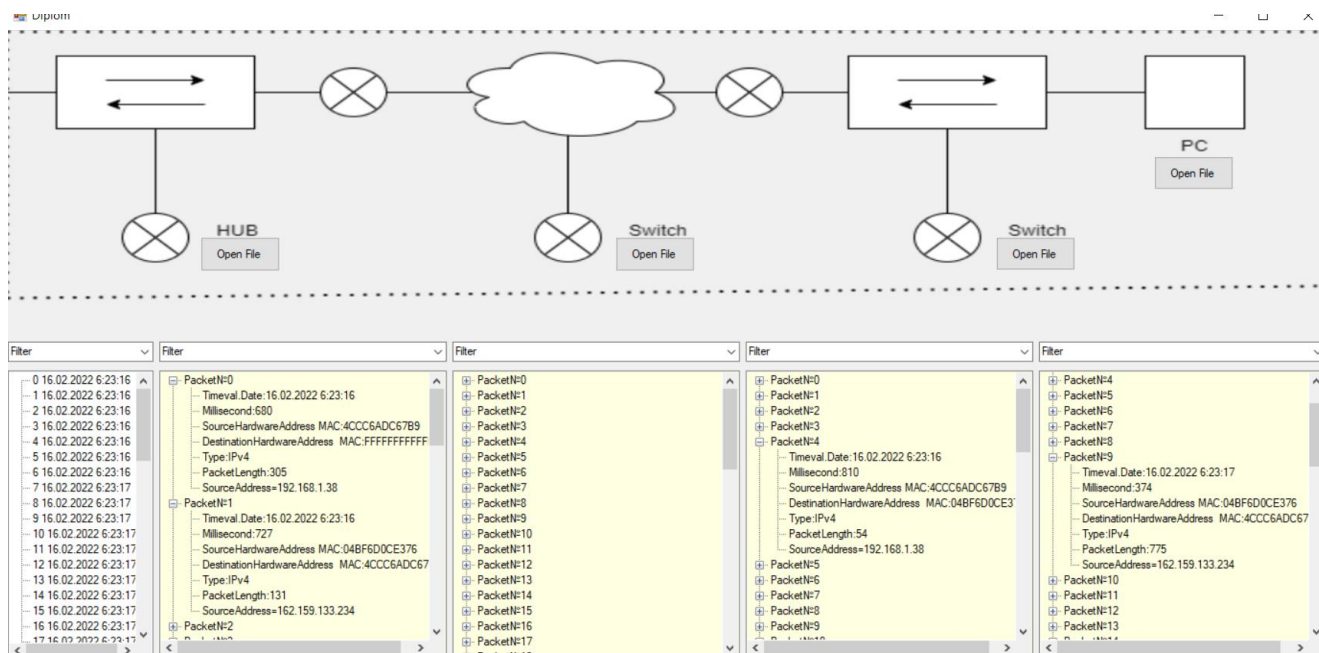 Diplom
PC
Open File
HUB
Open File
Switch
Open File
Switch
Open File
Filter
Filter
Filter
Filter
Filter
0 16.02.2022 6:23:16
1 16.02.2022 6:23:16
2 16.02.2022 6:23:16
3 16.02.2022 6:23:16
4 16.02.2022 6:23:16
5 16.02.2022 6:23:16
6 16.02.2022 6:23:16
7 16.02.2022 6:23:17
8 16.02.2022 6:23:17
9 16.02.2022 6:23:17
10 16.02.2022 6:23:17
11 16.02.2022 6:23:17
12 16.02.2022 6:23:17
13 16.02.2022 6:23:17
14 16.02.2022 6:23:17
15 16.02.2022 6:23:17
16 16.02.2022 6:23:17
17 16.02.2022 6:23:17
PacketN=0
Timeval.Date:16.02.2022 6:23:16
Millisecond:680
SourceHardwareAddress MAC:4CCC6ADC67B9
DestinationHardwareAddress MAC:FFFFFFFFFFF
Type:IPv4
PacketLength:305
SourceAddress=192.168.1.38
PacketN=1
Timeval.Date:16.02.2022 6:23:16
Millisecond:727
SourceHardwareAddress MAC:04BF6D0CE376
DestinationHardwareAddress MAC:4CCC6ADC67
Type:IPv4
PacketLength:131
SourceAddress=162.159.133.234
PacketN=2
PacketN=0
PacketN=1
PacketN=2
PacketN=3
PacketN=4
PacketN=5
PacketN=6
PacketN=7
PacketN=8
PacketN=9
PacketN=10
PacketN=11
PacketN=12
PacketN=13
PacketN=14
PacketN=15
PacketN=16
PacketN=17
PacketN=0
PacketN=1
PacketN=2
PacketN=3
PacketN=4
Timeval.Date:16.02.2022 6:23:16
Millisecond:810
SourceHardwareAddress MAC:4CCC6ADC67B9
DestinationHardwareAddress MAC:04BF6D0CE3
Type:IPv4
PacketLength:54
SourceAddress=192.168.1.38
PacketN=5
PacketN=6
PacketN=7
PacketN=8
PacketN=9
PacketN=4
PacketN=5
PacketN=6
PacketN=7
PacketN=8
PacketN=9
Timeval.Date:16.02.2022 6:23:17
Millisecond:374
SourceHardwareAddress MAC:04BF6D0CE376
DestinationHardwareAddress MAC:4CCC6ADC67
Type:IPv4
PacketLength:775
SourceAddress=162.159.133.234
PacketN=10
PacketN=11
PacketN=12
PacketN=13